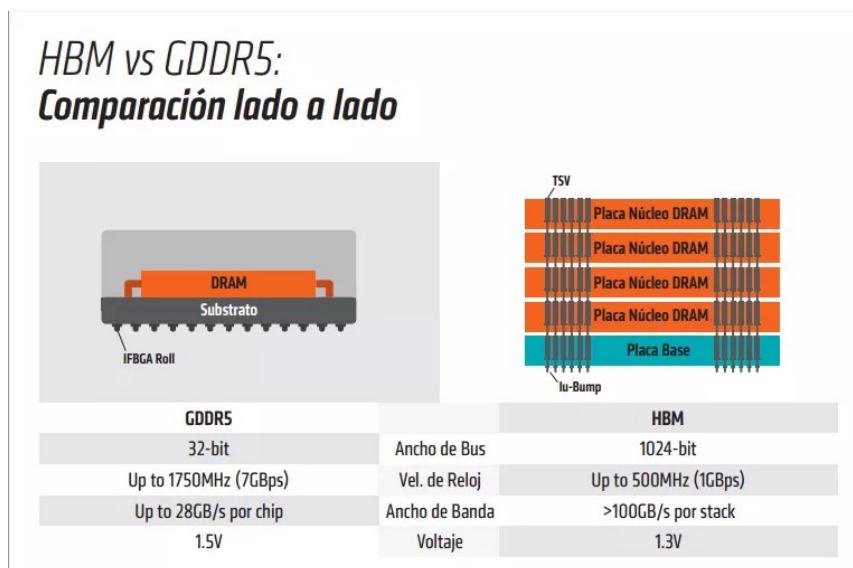 HBM vs GDDR5:
Comparación lado a lado
DRAM
Substrato
IFBGA Roll
TSV
Placa Núcleo DRAM
Placa Núcleo DRAM
Placa Núcleo DRAM
Placa Núcleo DRAM
Placa Base
Iu-Bump
GDDR5 HBM
32-bit Ancho de Bus 1024-bit
Up to 1750MHz (7GBps) Vel. de Reloj Up to 500MHz (1GBps)
Up to 28GB/s por chip Ancho de Banda >100GB/s por stack
1.5V Voltaje 1.3V